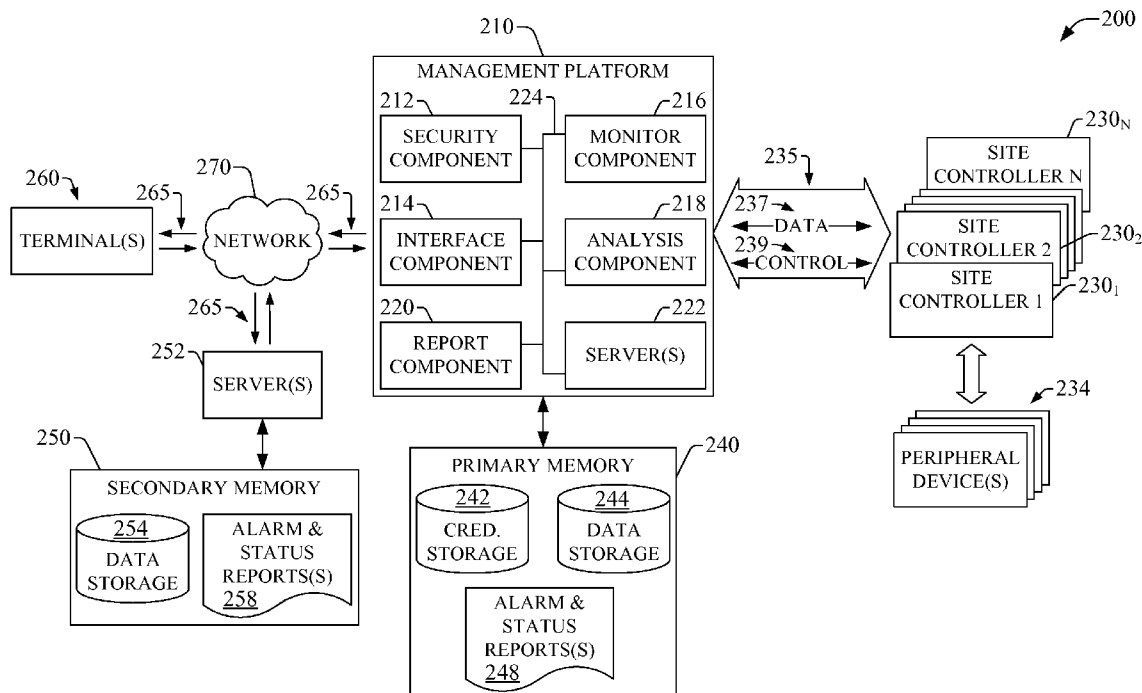 200
210
MANAGEMENT PLATFORM
212
224
216
SECURITY
COMPONENT
MONITOR
COMPONENT
214
218
INTERFACE
COMPONENT
ANALYSIS
COMPONENT
220
222
REPORT
COMPONENT
SERVER(S)
260
265
270
265
TERMINAL(S)
NETWORK
265
252
SERVER(S)
235
237
DATA
239
CONTROL
230N
SITE
CONTROLLER N
SITE
CONTROLLER 2
2302
SITE
CONTROLLER 1
2301
234
PERIPHERAL
DEVICE(S)
250
SECONDARY MEMORY
254
DATA
STORAGE
ALARM &
STATUS
REPORTS(S)
258
240
PRIMARY MEMORY
242
CRED.
STORAGE
244
DATA
STORAGE
ALARM &
STATUS
REPORTS(S)
248